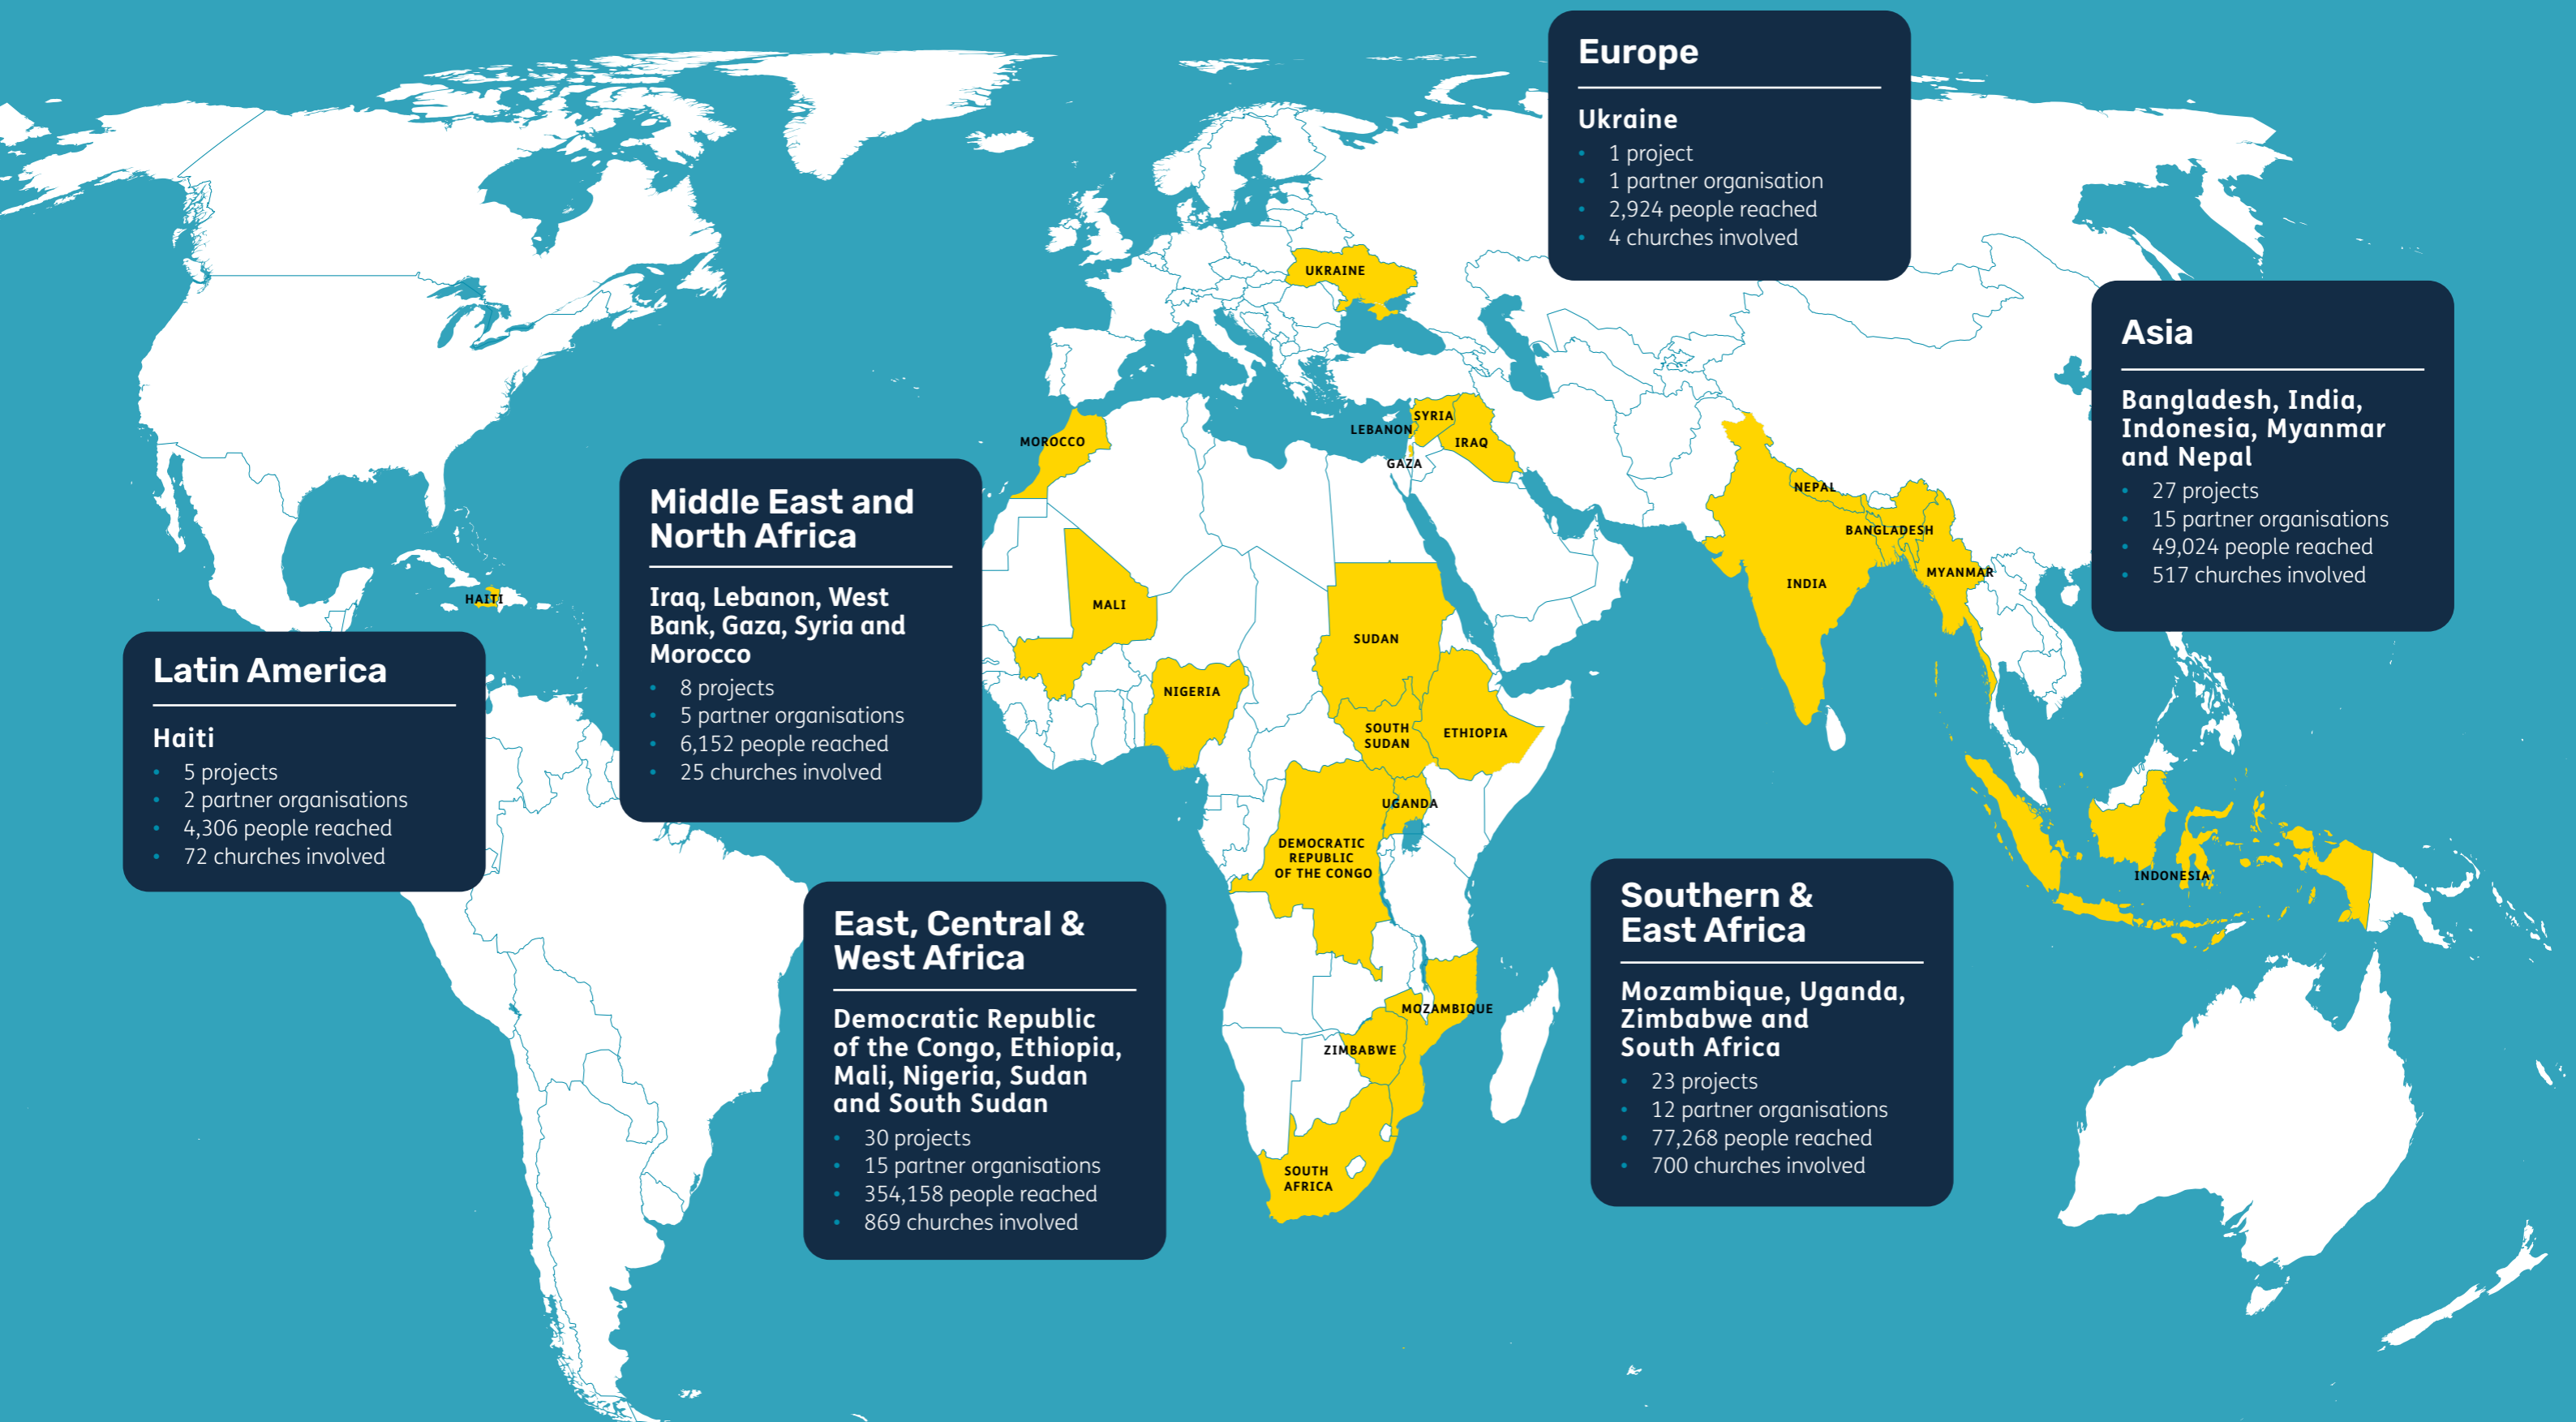 Europe
Ukraine
• 1 project
• 1 partner organisation
• 2,924 people reached
• 4 churches involved
Asia
Bangladesh, India,
Indonesia, Myanmar
and Nepal
• 27 projects
• 15 partner organisations
• 49,024 people reached
• 517 churches involved
Middle East and
North Africa
Iraq, Lebanon, West
Bank, Gaza, Syria and
Morocco
• 8 projects
• 5 partner organisations
• 6,152 people reached
• 25 churches involved
Latin America
Haiti
• 5 projects
• 2 partner organisations
• 4,306 people reached
• 72 churches involved
East, Central &
West Africa
Democratic Republic
of the Congo, Ethiopia,
Mali, Nigeria, Sudan
and South Sudan
• 30 projects
• 15 partner organisations
• 354,158 people reached
• 869 churches involved
Southern &
East Africa
Mozambique, Uganda,
Zimbabwe and
South Africa
• 23 projects
• 12 partner organisations
• 77,268 people reached
• 700 churches involved
UKRAINE
SYRIA
LEBANON
IRAQ
GAZA
MOROCCO
NEPAL
BANGLADESH
MYANMAR
INDIA
HAITI
MALI
SUDAN
NIGERIA
SOUTH
SUDAN
ETHIOPIA
UGANDA
DEMOCRATIC
REPUBLIC
OF THE CONGO
INDONESIA
MOZAMBIQUE
ZIMBABWE
SOUTH
AFRICA